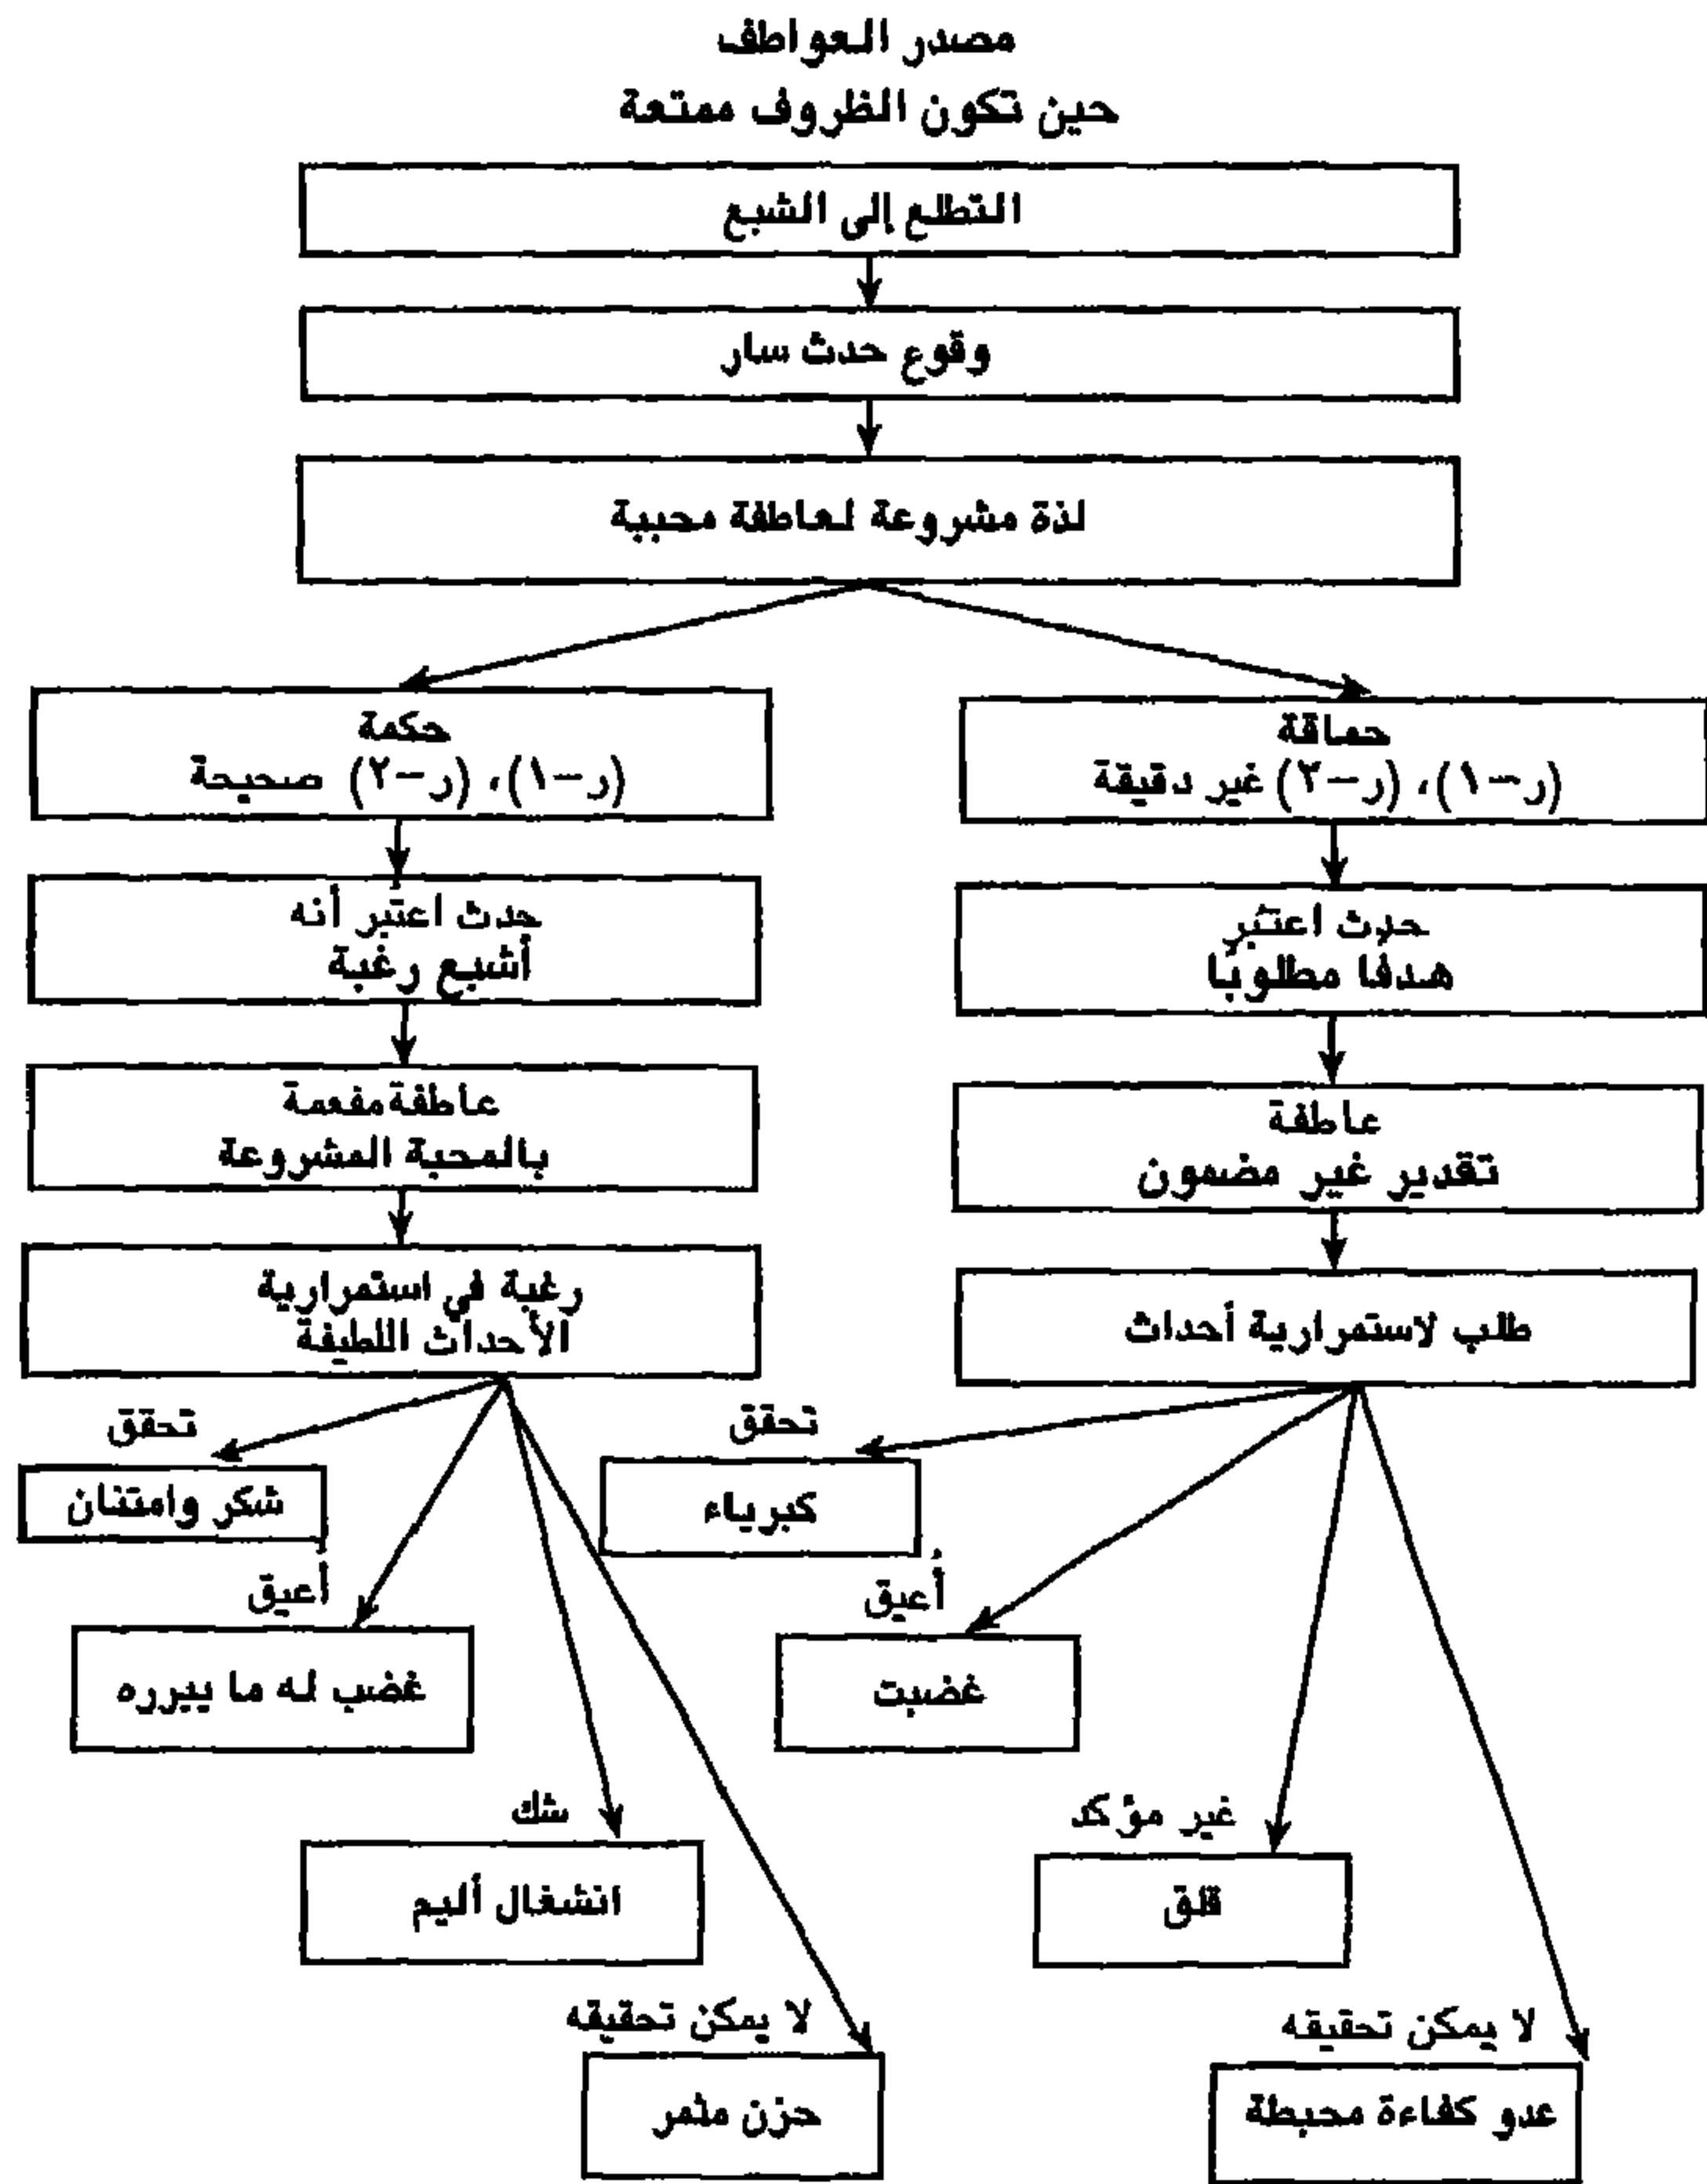 مصدر العواطف
حين تكون الظروف ممتعة
التطلع إلى الشبع
وقوع حدث سار
لذة مشروعة لعاطفة محببة
حماقة
(ر-١)، (ر-٢) غير دقيقة
حدث اعتبر
هدفا مطلوبا
عاطفة
تقدير غير مضمون
طلب لاستمرارية أحداث
تحقق
كبرياء
أُعيق
غضبت
غير مؤكد
قلق
لا يمكن تحقيقه
عدو كفاءة محبطة
حكمة
(ر-١)، (ر-٢) صحيحة
حدث اعتبر أنه
أشبع رغبة
عاطفة مفعمة
بالمحبة المشروعة
رغبة في استمرارية
الأحداث اللطيفة
تحقق
شكر وامتنان
أُعيق
غضب له ما يبرره
شك
انشغال أليم
لا يمكن تحقيقه
حزن مثمر